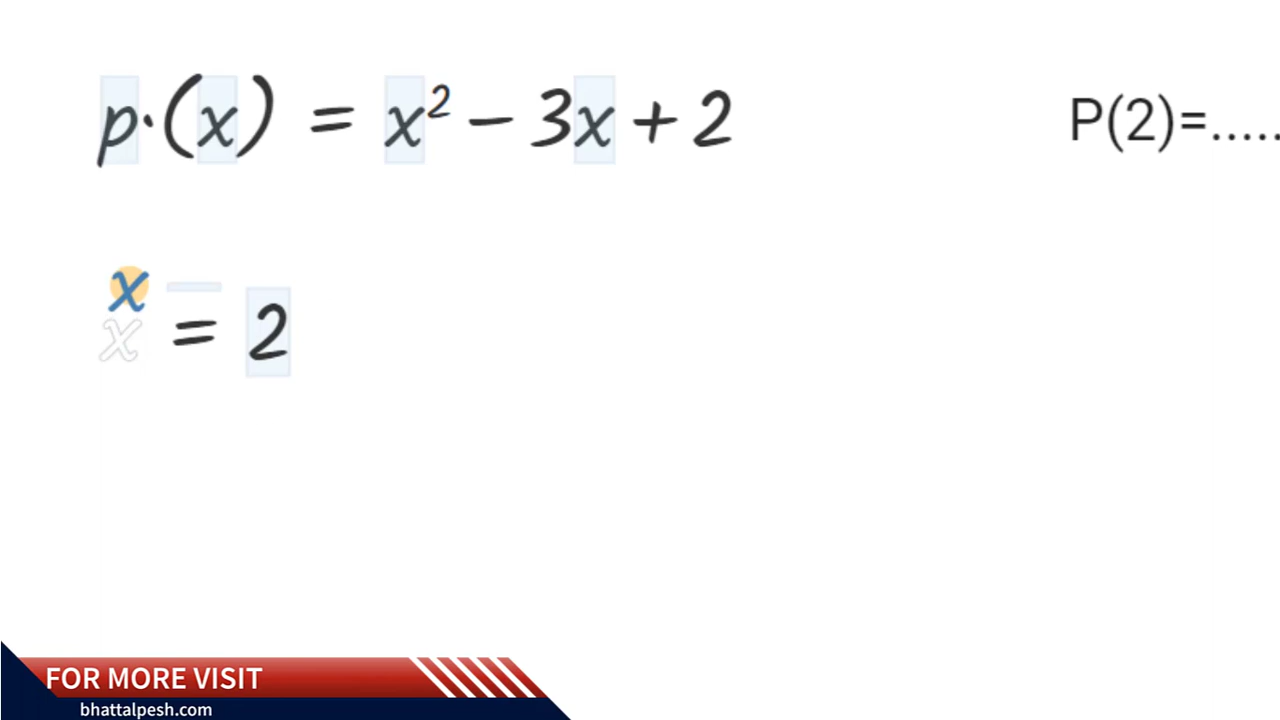 p·(x) = x² − 3x + 2
P(2)=.....
x
x = 2
FOR MORE VISIT
bhattalpesh.com